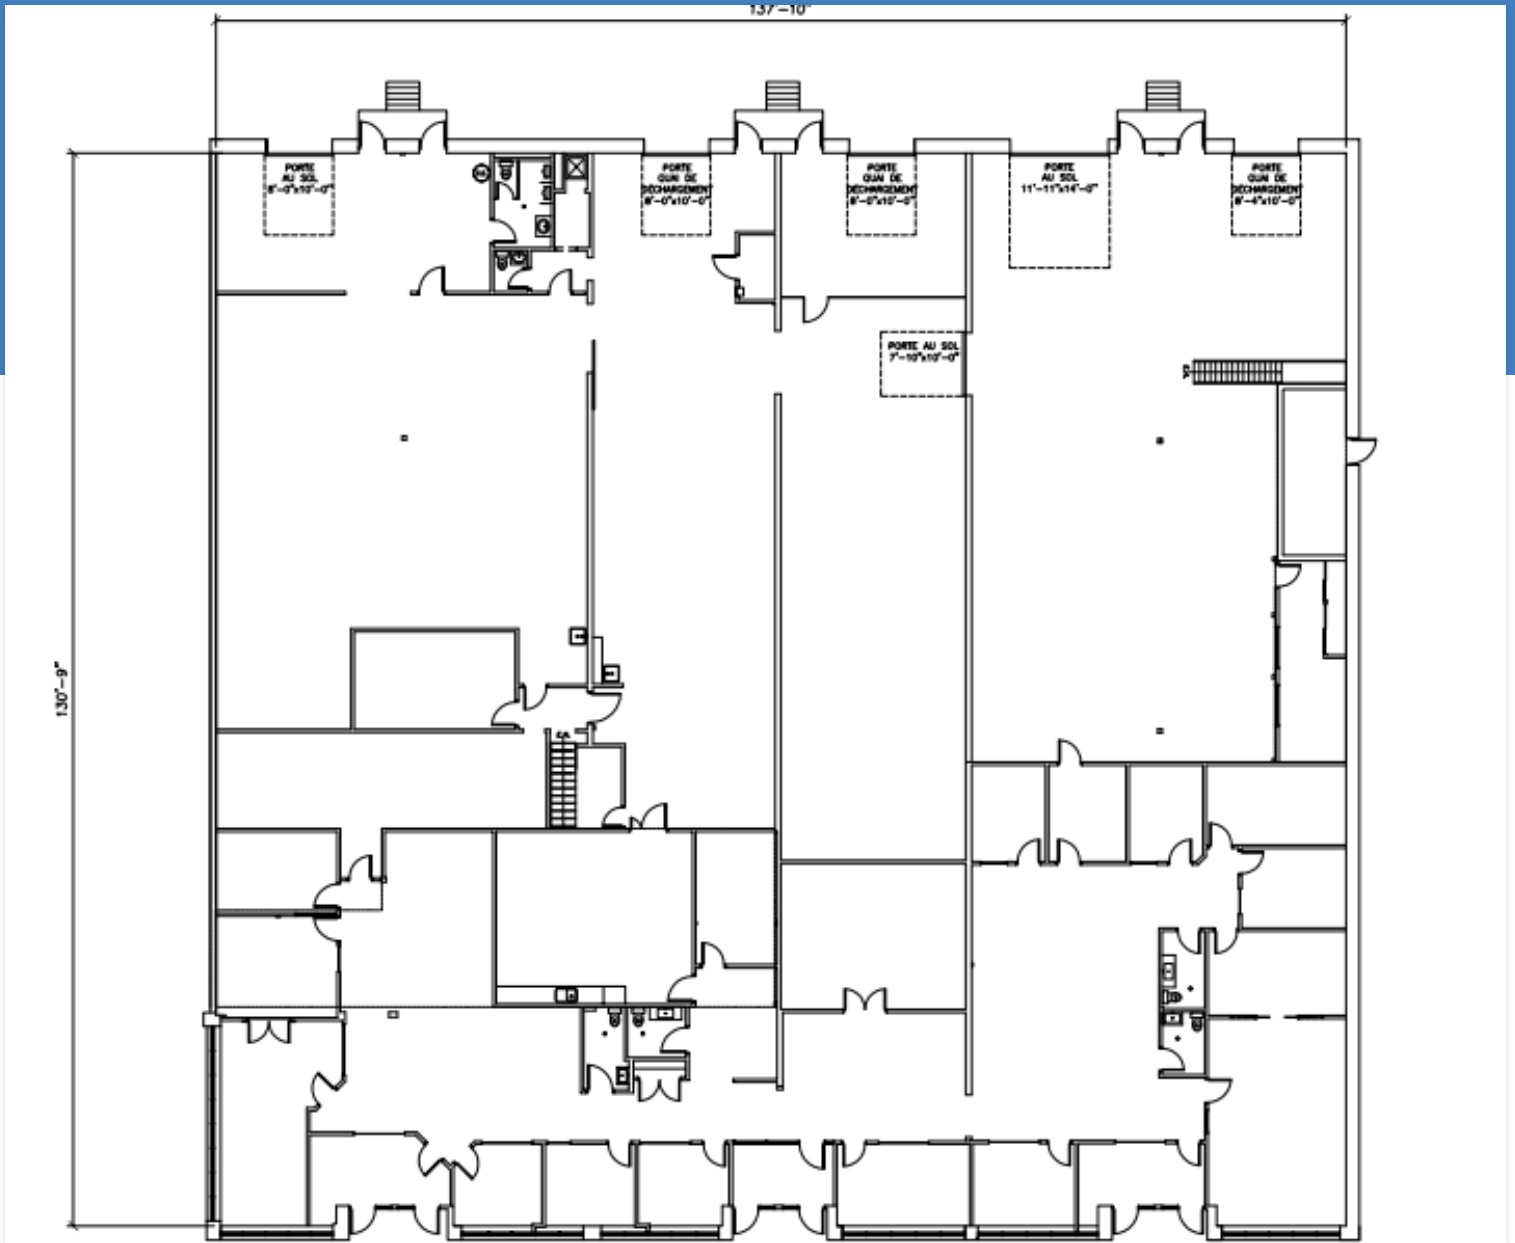 137'-10"
PORTE
AU SOL
8'-0"x10'-0"
PORTE
QUAI DE
DÉCHARGEMENT
8'-0"x10'-0"
PORTE
QUAI DE
DÉCHARGEMENT
8'-0"x10'-0"
PORTE
AU SOL
11'-11"x14'-0"
PORTE
QUAI DE
DÉCHARGEMENT
8'-4"x10'-0"
PORTE AU SOL
7'-10"x10'-0"
130'-9"